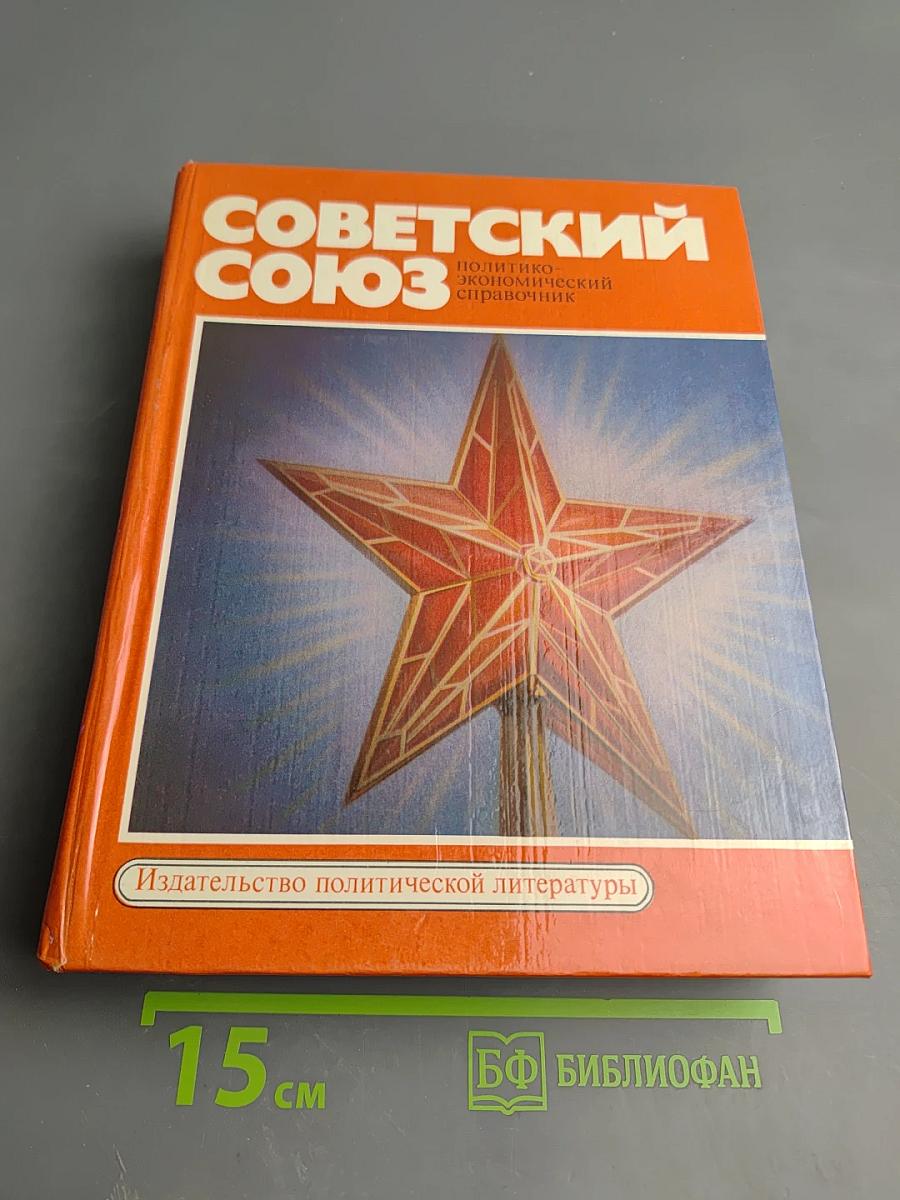 СОВЕТСКИЙ
СОЮЗ
политико-
экономический
справочник
Издательство политической литературы
15 см
БФ БИБЛИОФАН